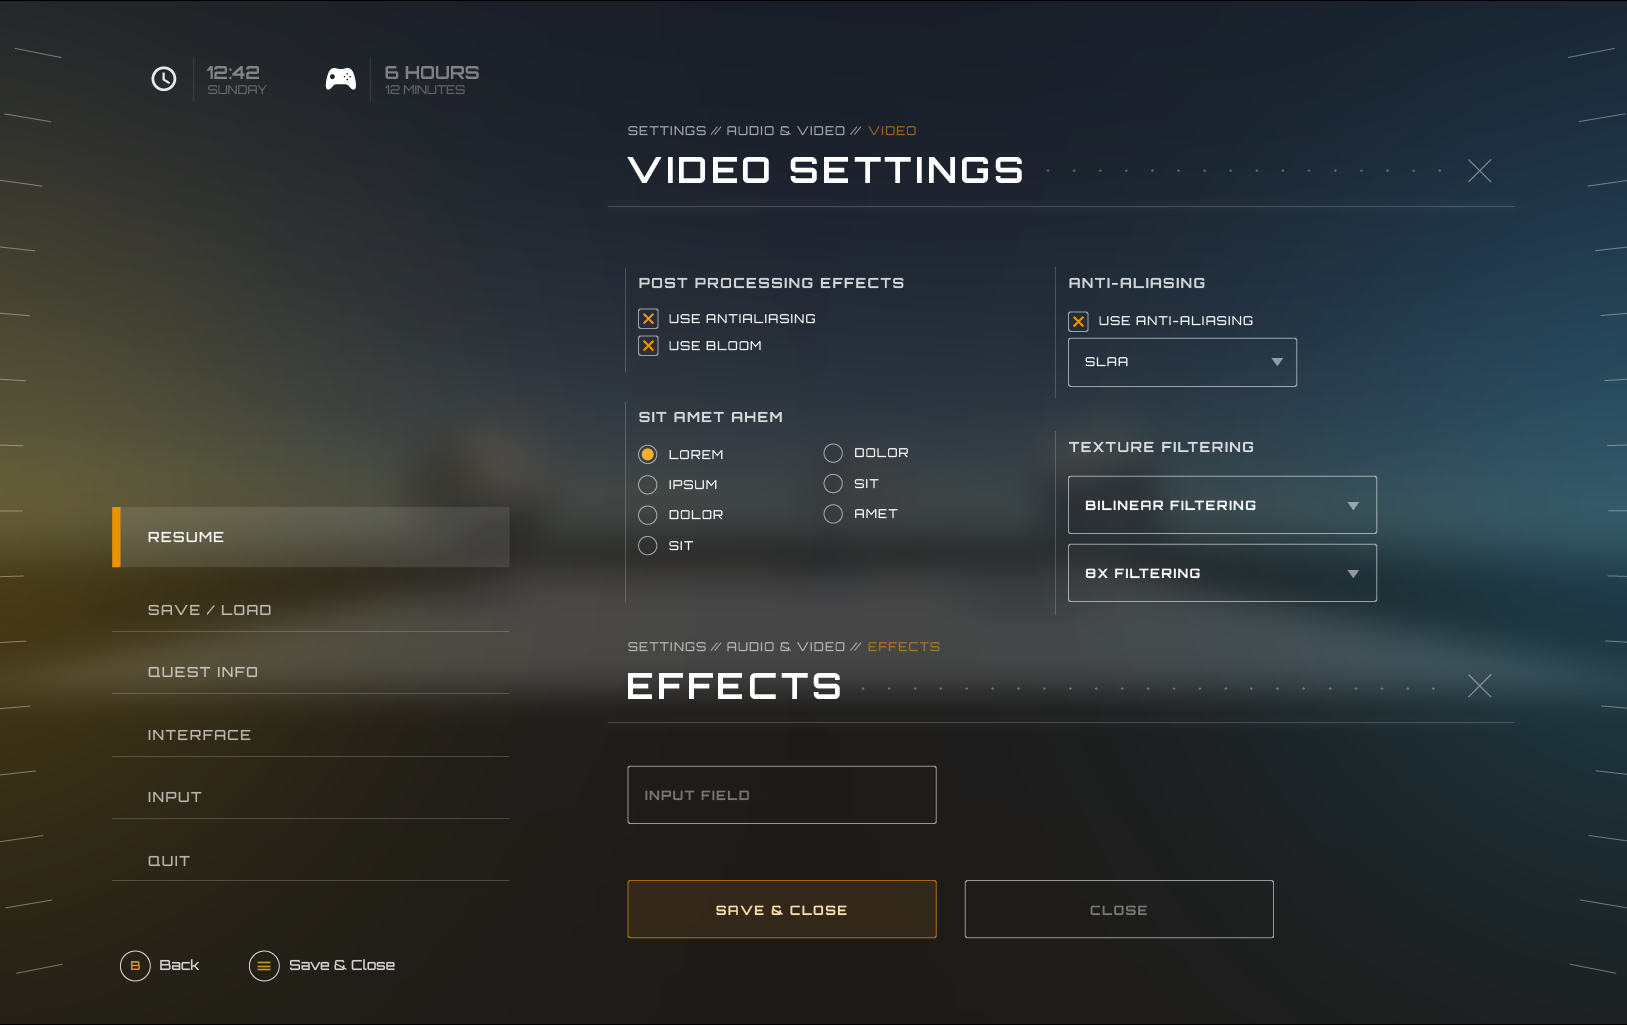 12:42
SUNDAY
6 HOURS
12 MINUTES
SETTINGS // AUDIO & VIDEO // VIDEO
VIDEO SETTINGS
POST PROCESSING EFFECTS
USE ANTIALIASING
USE BLOOM
ANTI-ALIASING
USE ANTI-ALIASING
SLAA
SIT AMET AHEM
LOREM
IPSUM
DOLOR
SIT
DOLOR
SIT
AMET
TEXTURE FILTERING
BILINEAR FILTERING
8X FILTERING
RESUME
SAVE / LOAD
QUEST INFO
INTERFACE
INPUT
QUIT
SETTINGS // AUDIO & VIDEO // EFFECTS
EFFECTS
INPUT FIELD
SAVE & CLOSE
CLOSE
B Back
Save & Close